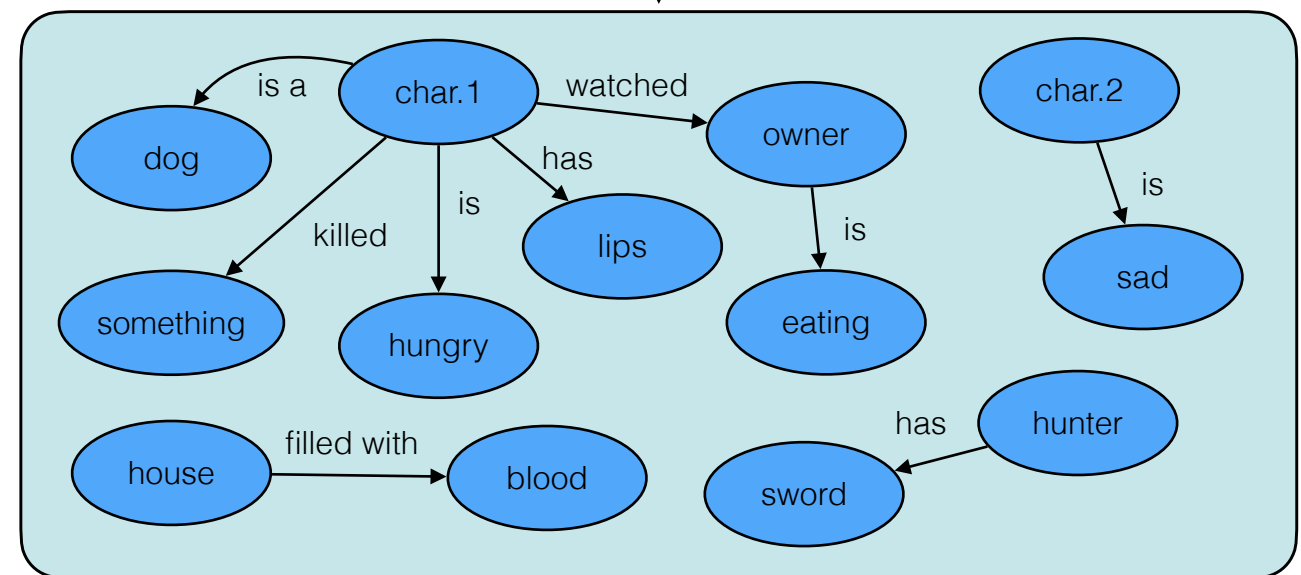 is a
char.1
watched
char.2
dog
owner
has
is
is
killed
lips
is
something
hungry
eating
sad
house
filled with
blood
has
hunter
sword